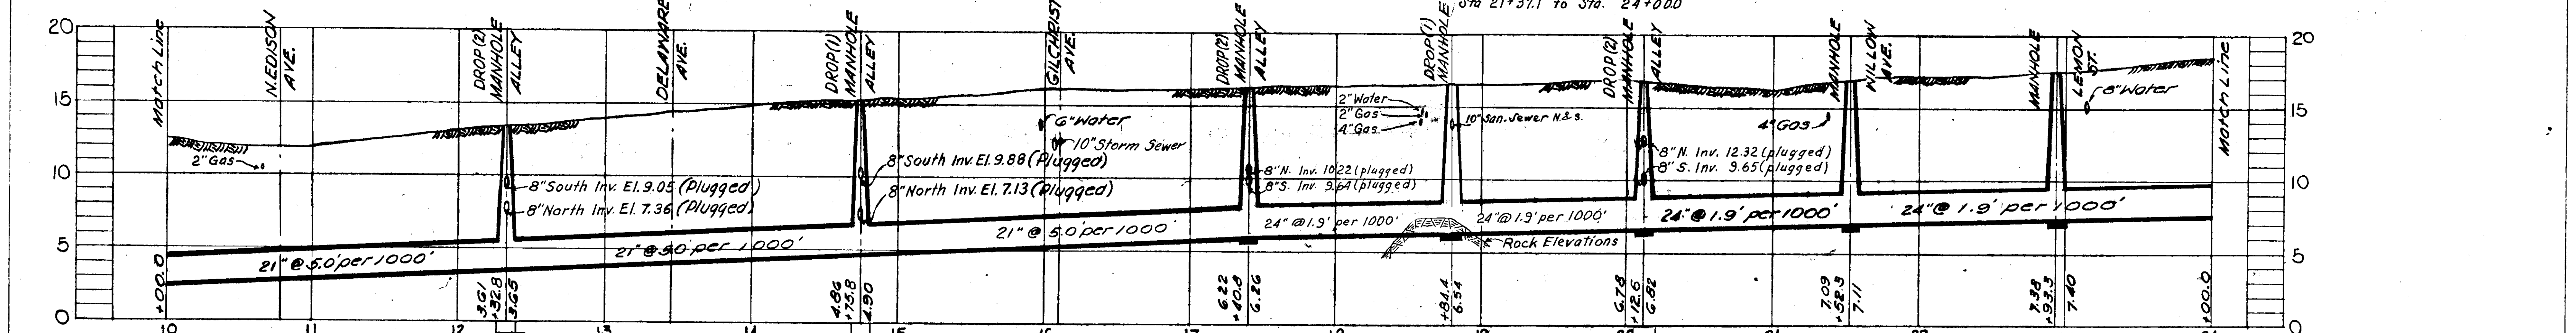 Sta 21+37.1 to Sta. 24+00.0
20
15
10
5
0
Match Line
N. EDISON
AVE.
DROP(2)
MANHOLE
ALLEY
DELAWARE
AVE.
DROP(1)
MANHOLE
ALLEY
GILCHRIST
AVE.
DROP(2)
MANHOLE
ALLEY
DROP(1)
MANHOLE
DROP(2)
MANHOLE
ALLEY
MANHOLE
WILLOW
AVE.
MANHOLE
LEMON
ST.
Match Line
20
15
10
5
0
2" Gas
8" South Inv. El. 9.05 (Plugged)
8" North Inv. El. 7.36 (Plugged)
8" South Inv. El. 9.88 (Plugged)
8" North Inv. El. 7.13 (Plugged)
6" Water
10" Storm Sewer
8" N. Inv. 10.22 (plugged)
8" S. Inv. 9.64 (plugged)
2" Water
2" Gas
4" Gas
10" San. Sewer N.& S.
8" N. Inv. 12.32 (plugged)
8" S. Inv. 9.65 (plugged)
4" Gas
8" Water
21" @ 5.0' per 1000'
21" @ 5.0' per 1000'
21" @ 5.0' per 1000'
24" @ 1.9' per 1000'
24" @ 1.9' per 1000'
24" @ 1.9' per 1000'
24" @ 1.9' per 1000'
Rock Elevations
+00.0
3.61
+32.8
3.65
4.86
+75.8
4.90
6.22
+40.8
6.26
+84.4
6.54
6.78
+12.6
6.82
7.09
+52.3
7.11
7.38
+93.3
7.40
+00.0
10
11
12
13
14
15
16
17
18
19
20
21
22
24